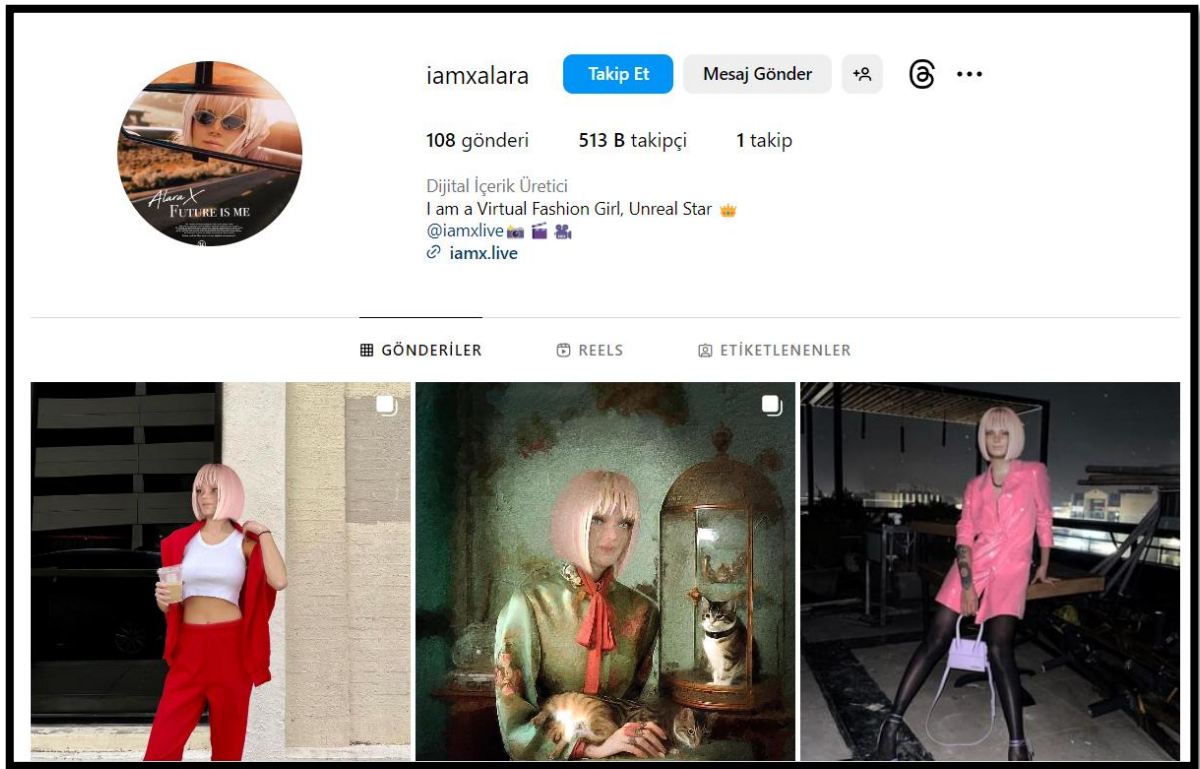 iamxalara Takip Et Mesaj Gönder
108 gönderi 513 B takipçi 1 takip
Dijital İçerik Üretici
I am a Virtual Fashion Girl, Unreal Star 👑
@iamxlive📸 🎬 🎥
iamx.live
Alara X
FUTURE IS ME
GÖNDERİLER REELS ETİKETLENENLER